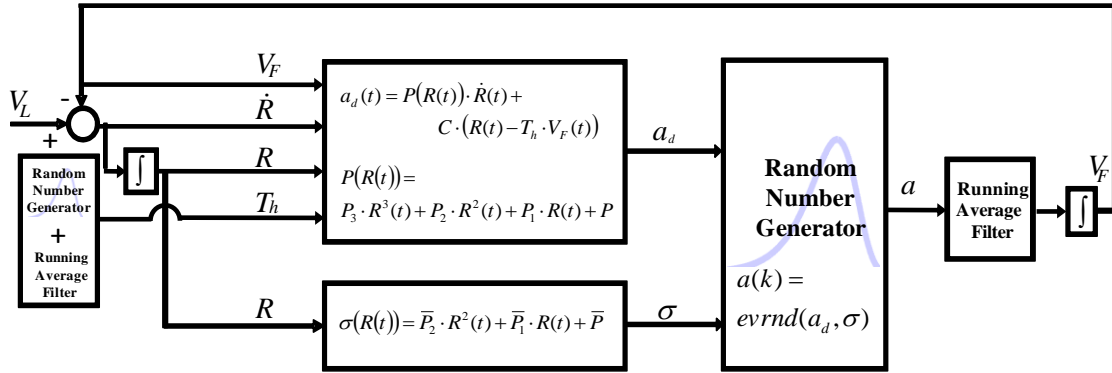 V_F
V_L
-
+
Ṙ
∫
R
T_h
Random
Number
Generator
+
Running
Average
Filter
a_d(t) = P(R(t))·Ṙ(t)+
C·(R(t)−T_h·V_F(t))
P(R(t))=
P_3·R^3(t)+P_2·R^2(t)+P_1·R(t)+P
R
σ(R(t))=P̄_2·R^2(t)+P̄_1·R(t)+P̄
a_d
σ
Random
Number
Generator
a(k)=
evrnd(a_d,σ)
a
Running
Average
Filter
∫
V_F